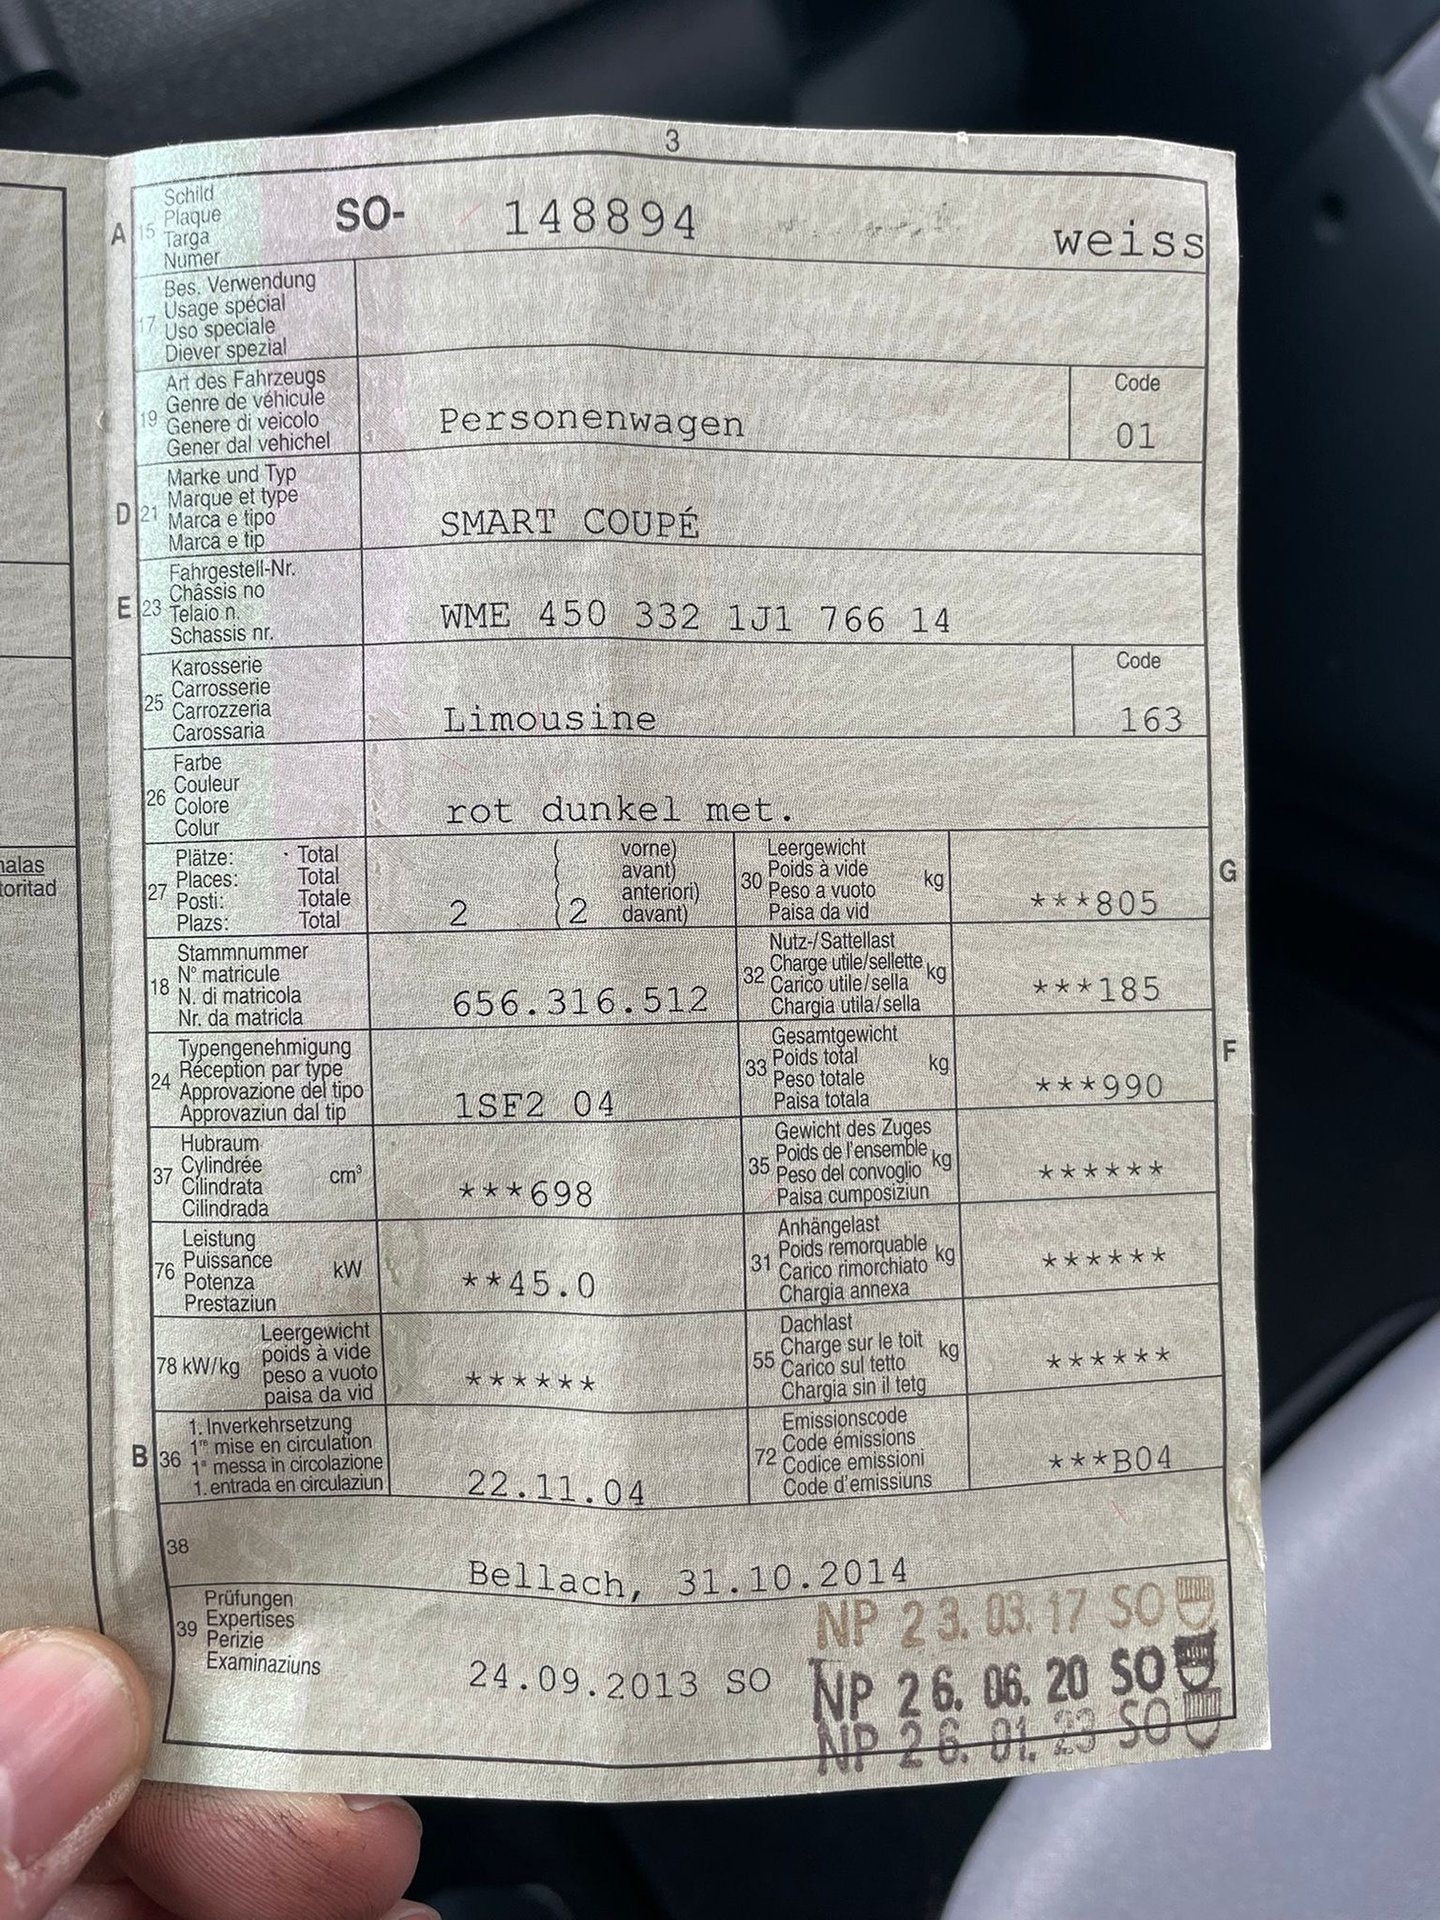 3
A 15 Schild
Plaque
Targa
Numer
SO- 148894 weiss
17 Bes. Verwendung
Usage spécial
Uso speciale
Diever spezial
19 Art des Fahrzeugs
Genre de véhicule
Genere di veicolo
Gener dal vehichel
Personenwagen
Code
01
D 21 Marke und Typ
Marque et type
Marca e tipo
Marca e tip
SMART COUPÉ
E 23 Fahrgestell-Nr.
Châssis no
Telaio n.
Schassis nr.
WME 450 332 1J1 766 14
25 Karosserie
Carrosserie
Carrozzeria
Carossaria
Limousine
Code
163
26 Farbe
Couleur
Colore
Colur
rot dunkel met.
27 Plätze: Total
Places: Total
Posti: Totale
Plazs: Total
2 ( 2
vorne)
avant)
anteriori)
davant)
30 Leergewicht
Poids à vide kg
Peso a vuoto
Paisa da vid
***805
G
18 Stammnummer
N° matricule
N. di matricola
Nr. da matricla
656.316.512
32 Nutz-/Sattellast
Charge utile/sellette kg
Carico utile/sella
Chargia utila/sella
***185
24 Typengenehmigung
Réception par type
Approvazione del tipo
Approvaziun dal tip
1SF2 04
33 Gesamtgewicht
Poids total kg
Peso totale
Paisa totala
***990
F
37 Hubraum
Cylindrée cm³
Cilindrata
Cilindrada
***698
35 Gewicht des Zuges
Poids de l'ensemble kg
Peso del convoglio
Paisa cumposiziun
******
76 Leistung
Puissance kW
Potenza
Prestaziun
**45.0
31 Anhängelast
Poids remorquable kg
Carico rimorchiato
Chargia annexa
******
78 kW/kg Leergewicht
poids à vide
peso a vuoto
paisa da vid
******
55 Dachlast
Charge sur le toit kg
Carico sul tetto
Chargia sin il tetg
******
B 36 1. Inverkehrsetzung
1re mise en circulation
1a messa in circolazione
1. entrada en circulaziun
22.11.04
72 Emissionscode
Code émissions
Codice emissioni
Code d'emissiuns
***B04
38
Bellach, 31.10.2014
39 Prüfungen
Expertises
Perizie
Examinaziuns
24.09.2013 SO
NP 23. 03. 17 SO
NP 26. 06. 20 SO
NP 26. 01. 23 SO
nalas
toritad